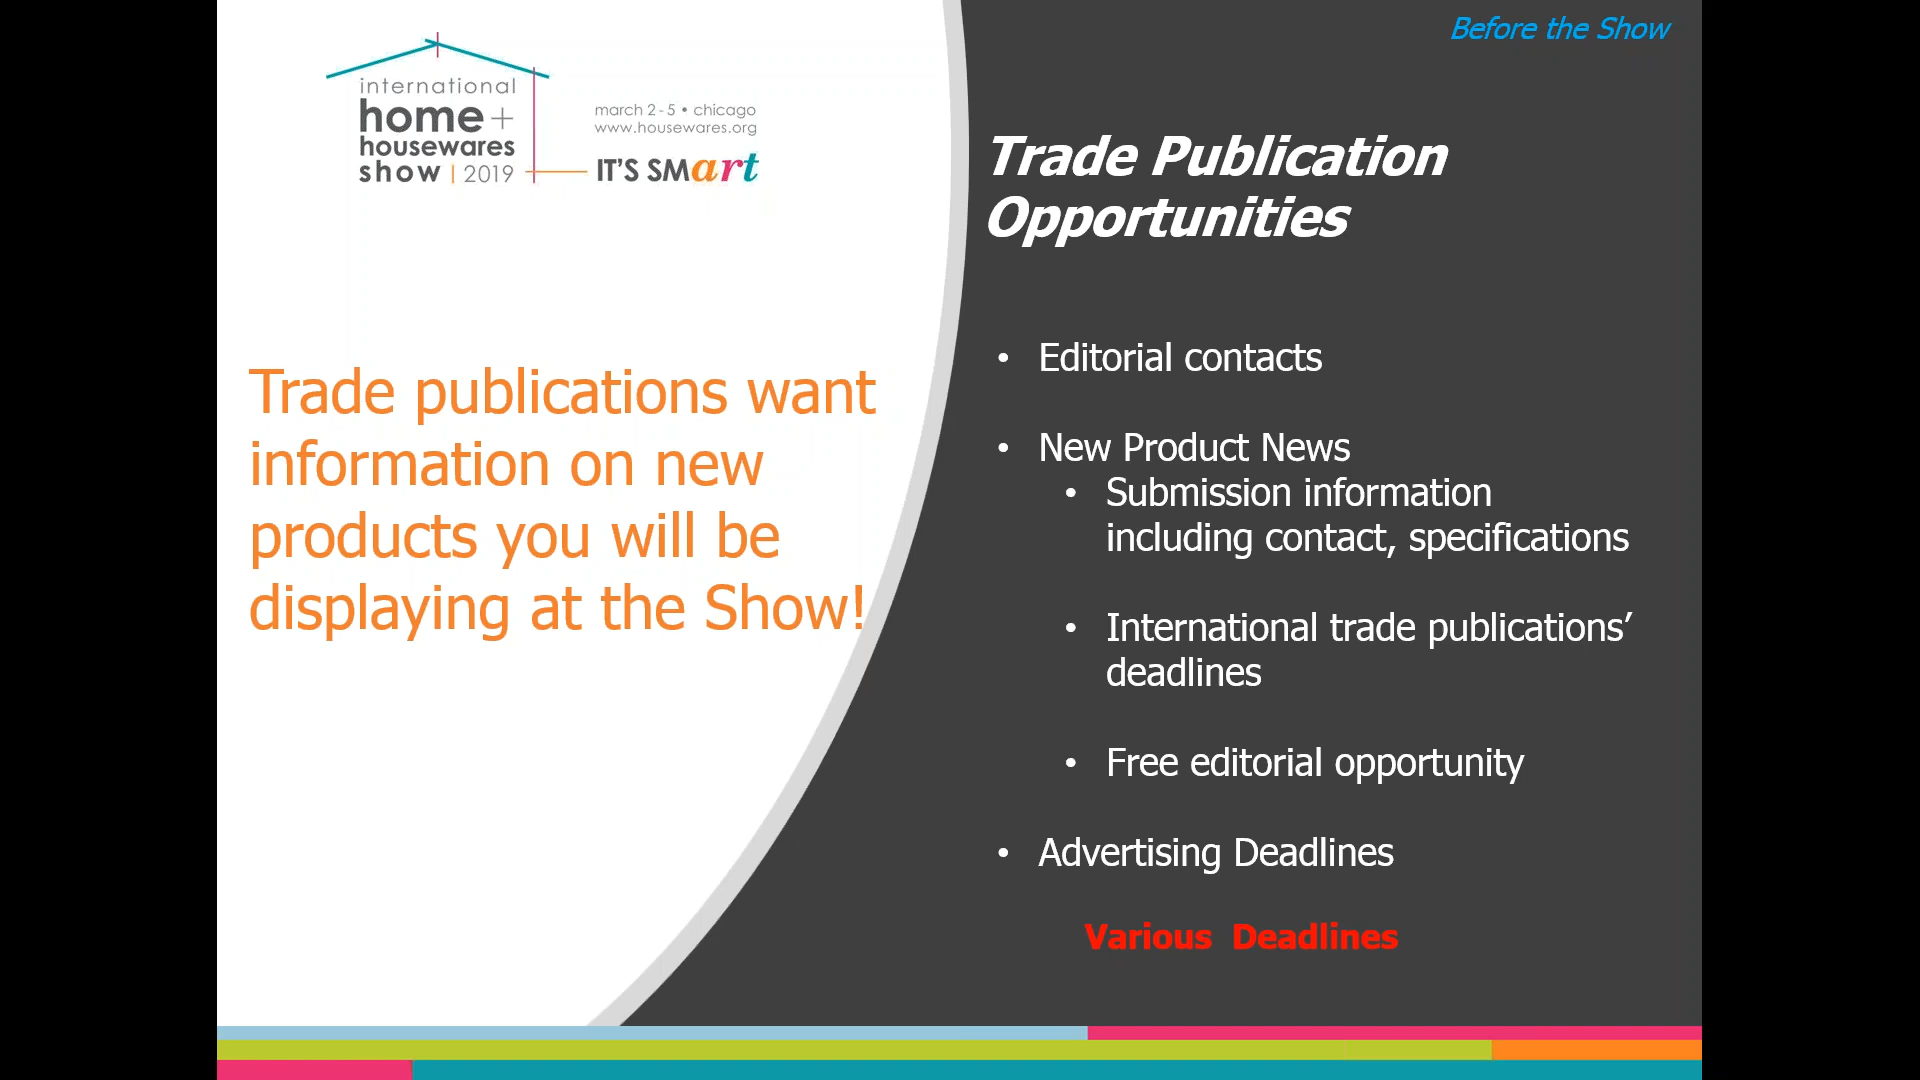 international
home+
housewares
show | 2019
march 2 - 5 • chicago
www.housewares.org
IT'S SMart
Trade publications want
information on new
products you will be
displaying at the Show!
Before the Show
Trade Publication
Opportunities
• Editorial contacts
• New Product News
• Submission information
including contact, specifications
• International trade publications’
deadlines
• Free editorial opportunity
• Advertising Deadlines
Various Deadlines